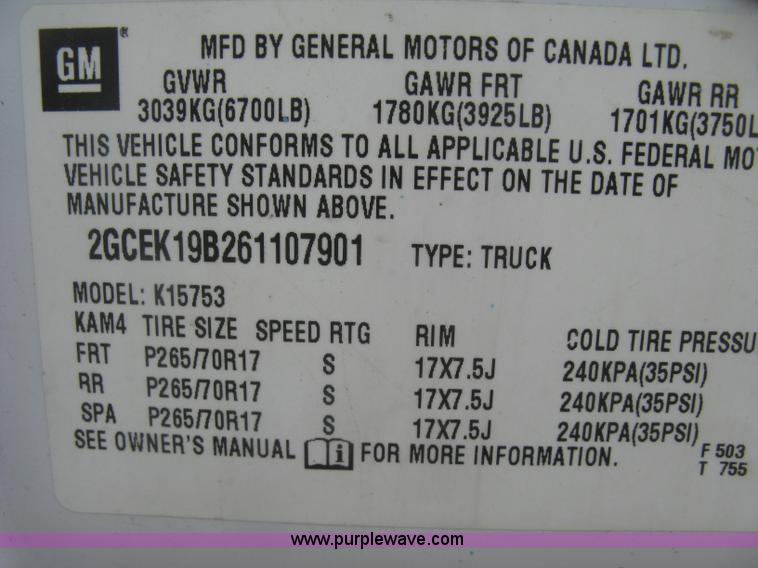 GM ®
MFD BY GENERAL MOTORS OF CANADA LTD.
GVWR GAWR FRT GAWR RR
3039KG(6700LB) 1780KG(3925LB) 1701KG(3750L
THIS VEHICLE CONFORMS TO ALL APPLICABLE U.S. FEDERAL MO
VEHICLE SAFETY STANDARDS IN EFFECT ON THE DATE OF
MANUFACTURE SHOWN ABOVE.
2GCEK19B261107901 TYPE: TRUCK
MODEL: K15753
KAM4 TIRE SIZE SPEED RTG RIM COLD TIRE PRESSU
FRT P265/70R17 S 17X7.5J 240KPA(35PSI)
RR P265/70R17 S 17X7.5J 240KPA(35PSI)
SPA P265/70R17 S 17X7.5J 240KPA(35PSI)
SEE OWNER'S MANUAL i FOR MORE INFORMATION.
F 503
T 755
www.purplewave.com